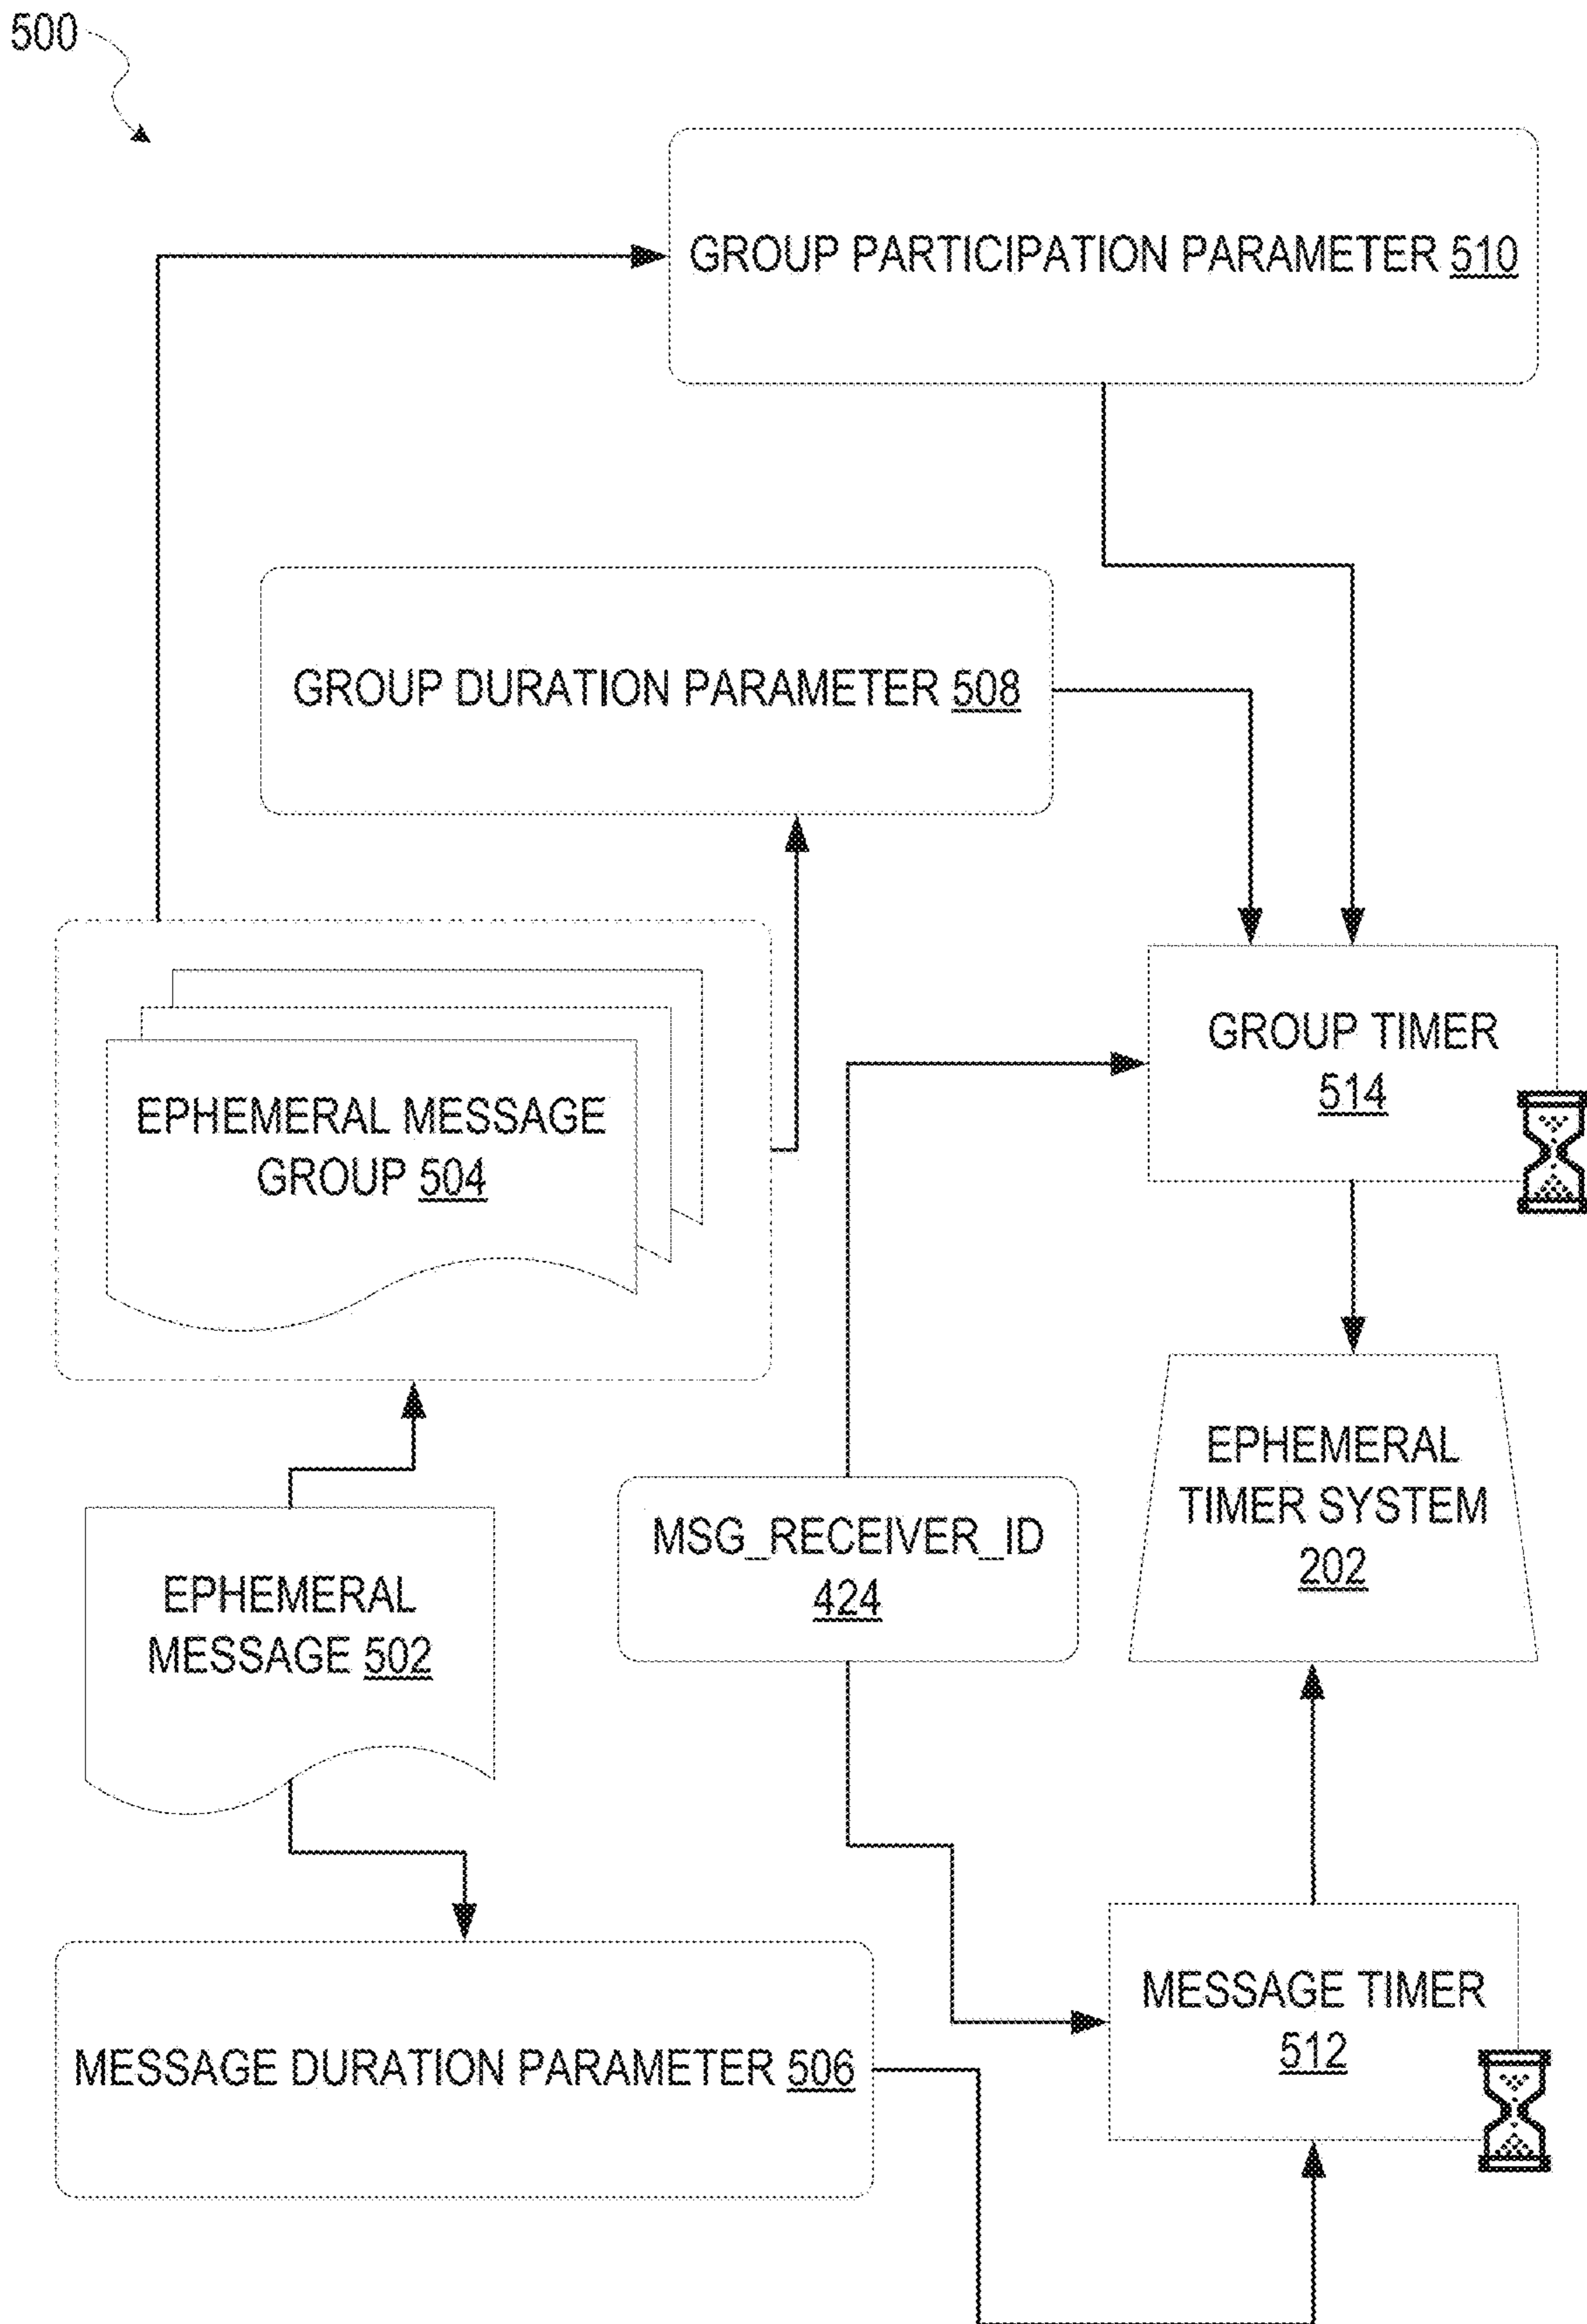 500
GROUP PARTICIPATION PARAMETER 510
GROUP DURATION PARAMETER 508
GROUP TIMER
514
EPHEMERAL MESSAGE
GROUP 504
EPHEMERAL
TIMER SYSTEM
202
MSG_RECEIVER_ID
424
EPHEMERAL
MESSAGE 502
MESSAGE TIMER
512
MESSAGE DURATION PARAMETER 506